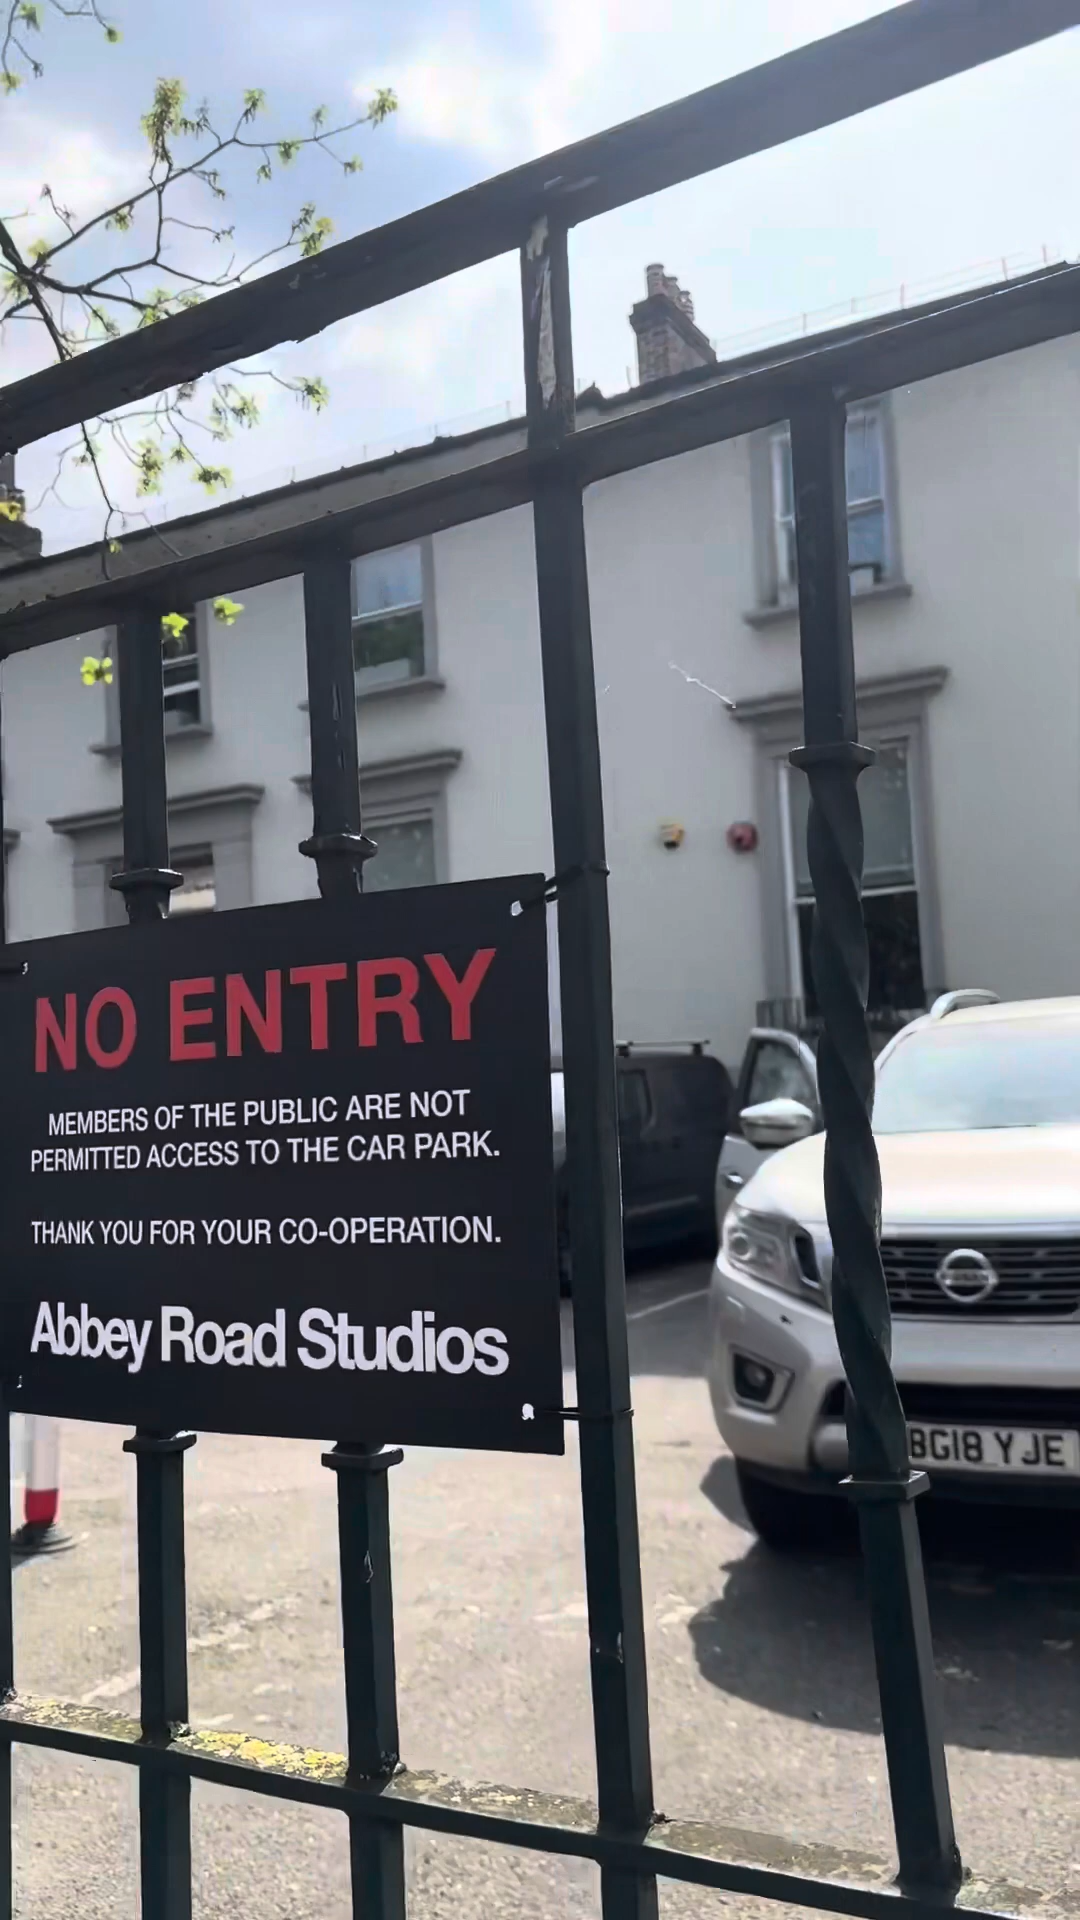 NO ENTRY
MEMBERS OF THE PUBLIC ARE NOT
PERMITTED ACCESS TO THE CAR PARK.
THANK YOU FOR YOUR CO-OPERATION.
Abbey Road Studios
NISSAN
BG18 YJE